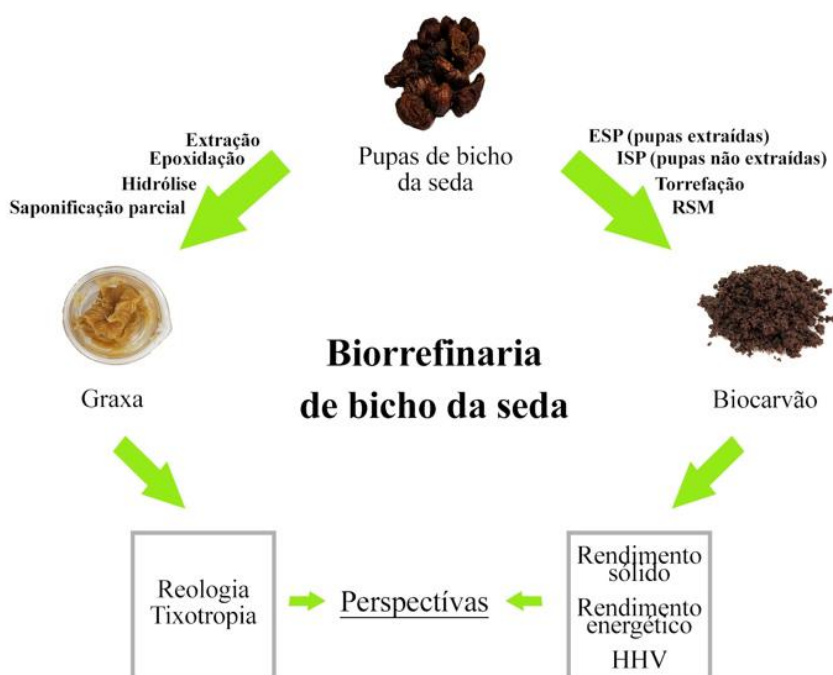 Extração
Epoxidação
Hidrólise
Saponificação parcial
Pupas de bicho
da seda
ESP (pupas extraídas)
ISP (pupas não extraídas)
Torrefação
RSM
Graxa
Biorrefinaria
de bicho da seda
Biocarvão
Reologia
Tixotropia
Perspectívas
Rendimento
sólido
Rendimento
energético
HHV